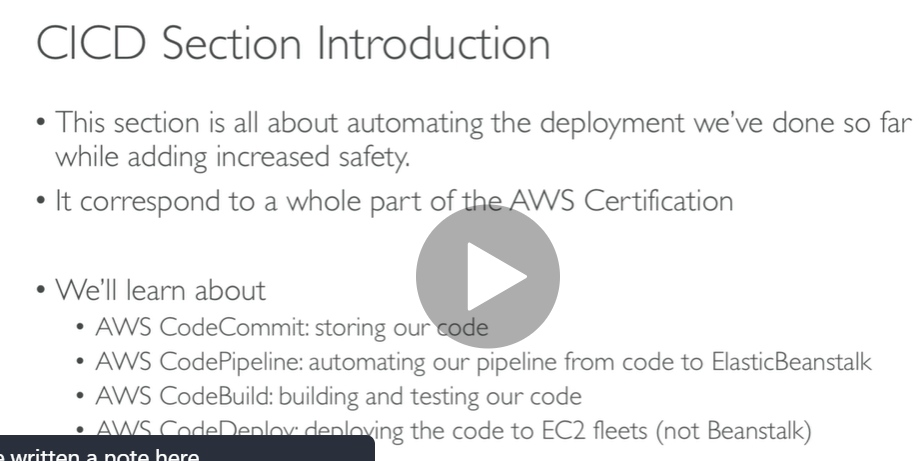 CICD Section Introduction
• This section is all about automating the deployment we've done so far
while adding increased safety.
• It correspond to a whole part of the AWS Certification
• We'll learn about
• AWS CodeCommit: storing our code
• AWS CodePipeline: automating our pipeline from code to ElasticBeanstalk
• AWS CodeBuild: building and testing our code
• AWS CodeDeploy: deploying the code to EC2 fleets (not Beanstalk)
e written a note here